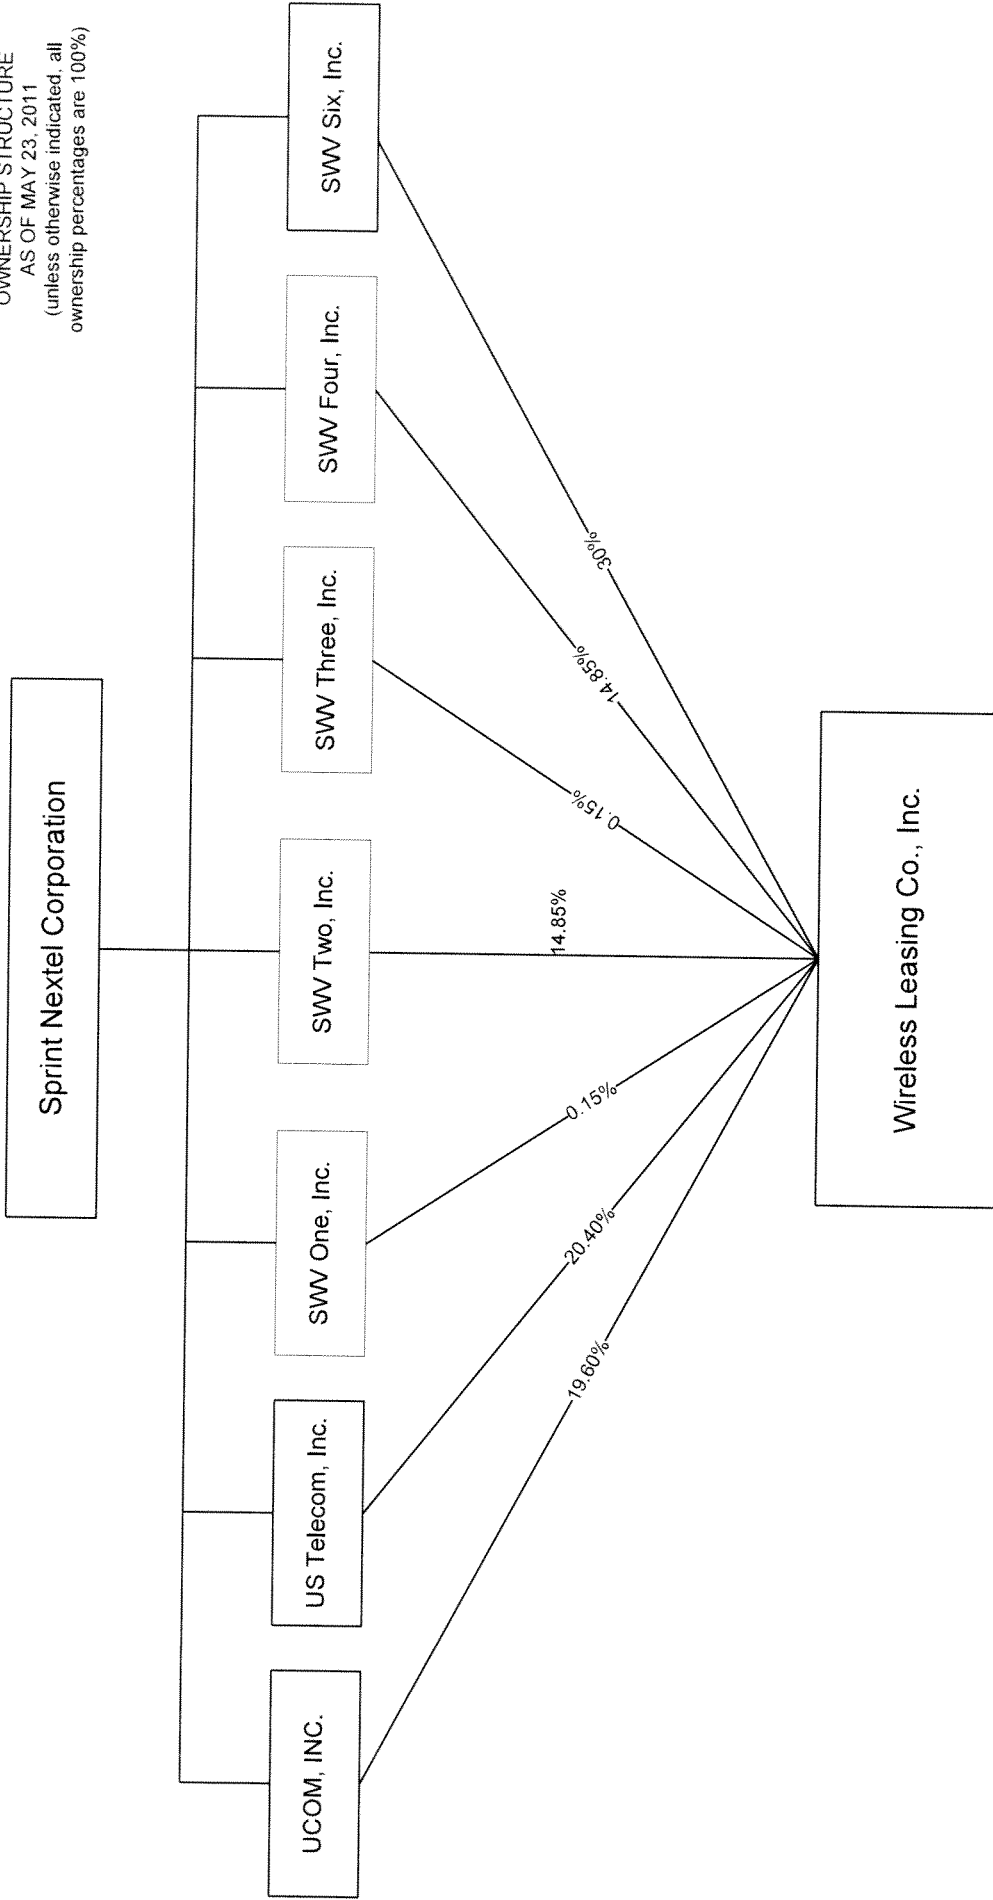 OWNERSHIP STRUCTURE
AS OF MAY 23, 2011
(unless otherwise indicated, all
ownership percentages are 100%)
Sprint Nextel Corporation
UCOM, INC.
US Telecom, Inc.
SWV One, Inc.
SWV Two, Inc.
SWV Three, Inc.
SWV Four, Inc.
SWV Six, Inc.
19.60%
20.40%
0.15%
14.85%
0.15%
14.85%
30%
Wireless Leasing Co., Inc.